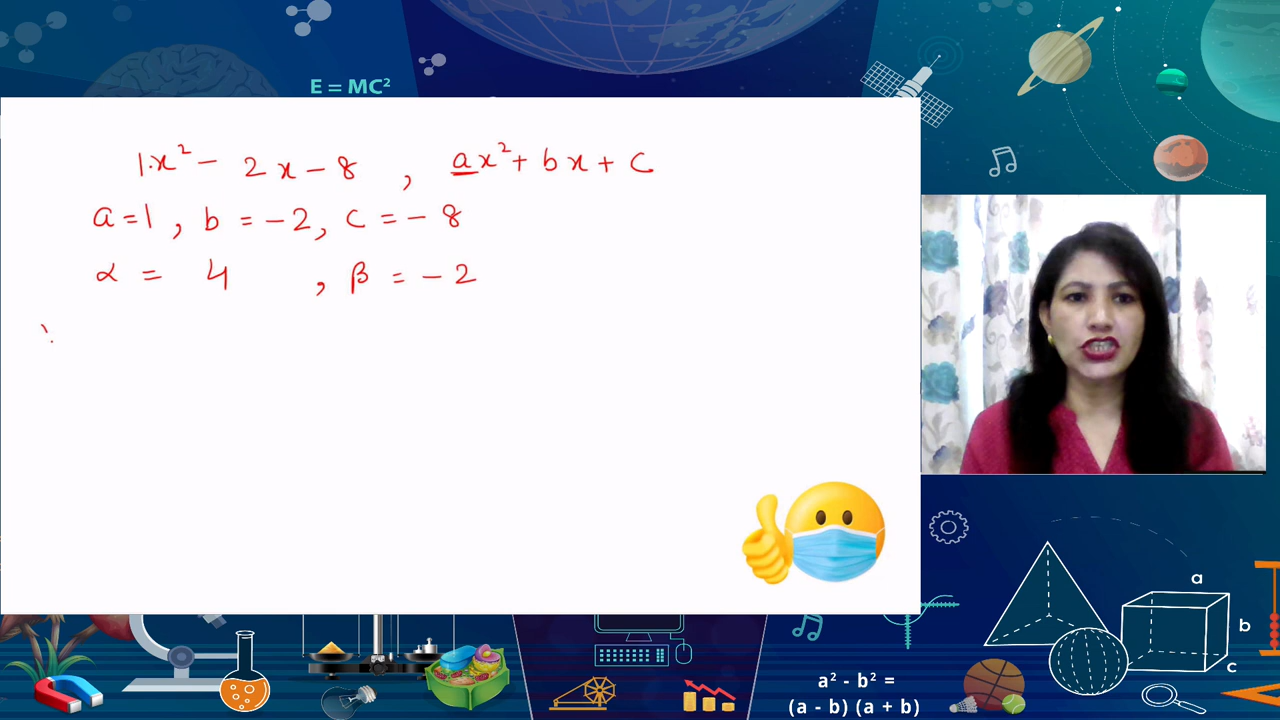 E = MC²
1·x² - 2x - 8 , ax² + bx + c
a = 1 , b = -2, c = - 8
α = 4 , β = -2
a
b
c
a² - b² =
(a - b) (a + b)